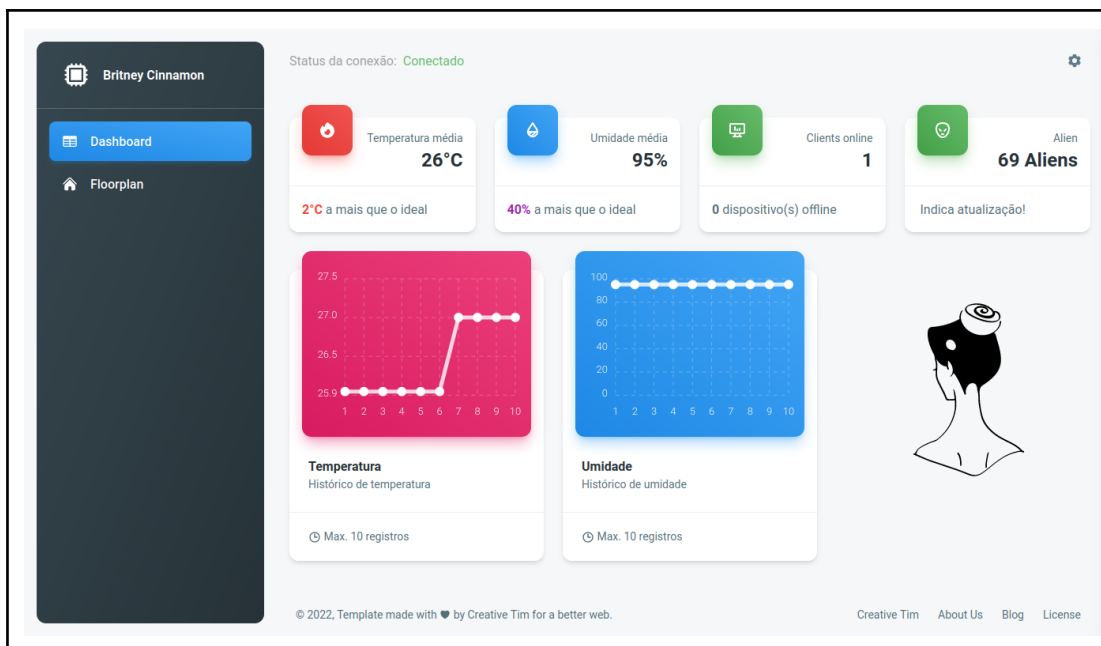 Britney Cinnamon
Dashboard
Floorplan
Status da conexão: Conectado
Temperatura média
26°C
2°C a mais que o ideal
Umidade média
95%
40% a mais que o ideal
Clients online
1
0 dispositivo(s) offline
Alien
69 Aliens
Indica atualização!
27.5
27.0
26.5
25.9
1 2 3 4 5 6 7 8 9 10
Temperatura
Histórico de temperatura
Max. 10 registros
100
80
60
40
20
0
1 2 3 4 5 6 7 8 9 10
Umidade
Histórico de umidade
Max. 10 registros
© 2022, Template made with ♥ by Creative Tim for a better web.
Creative Tim About Us Blog License